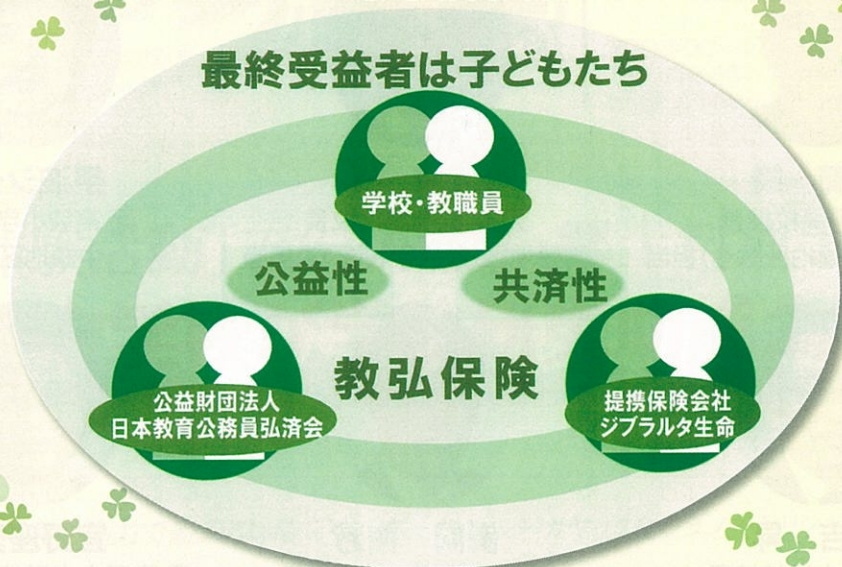 最終受益者は子どもたち
学校・教職員
公益性
共済性
教弘保険
公益財団法人
日本教育公務員弘済会
提携保険会社
ジブラルタ生命